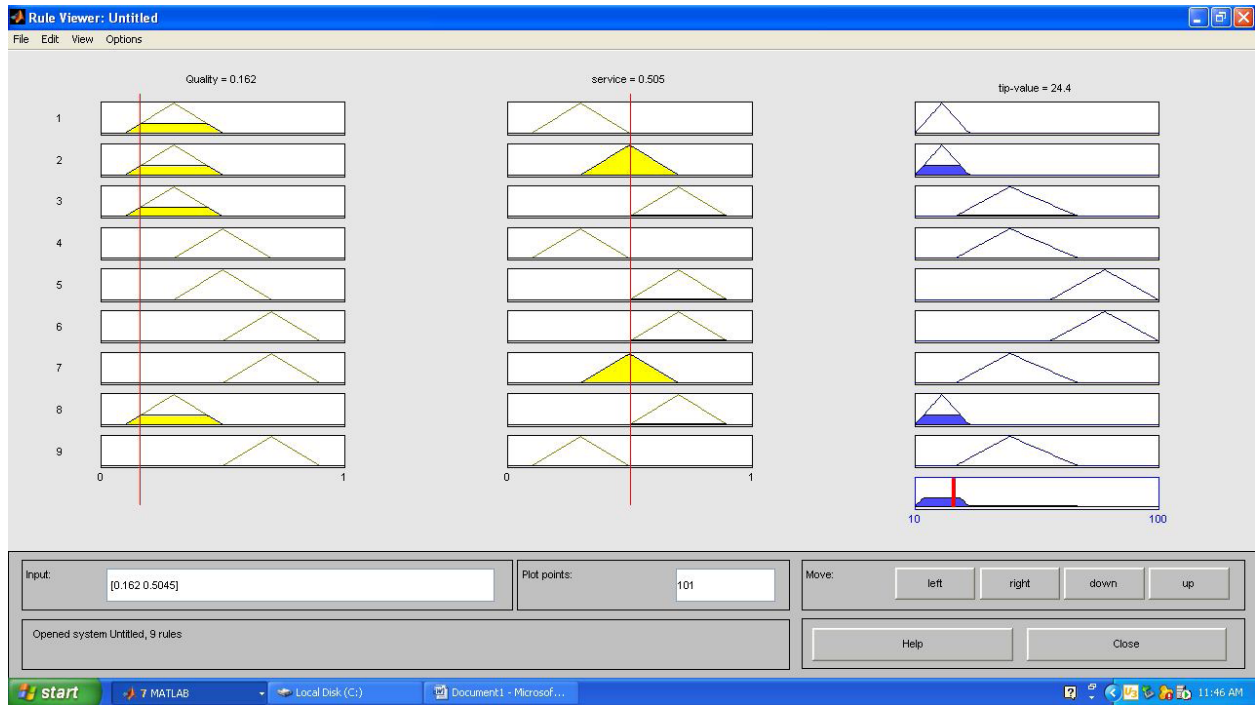 Rule Viewer: Untitled
File Edit View Options
Quality = 0.162
service = 0.505
tip-value = 24.4
1
2
3
4
5
6
7
8
9
0 1
0 1
10 100
Input:
[0.162 0.5045]
Plot points:
101
Move:
left
right
down
up
Opened system Untitled, 9 rules
Help
Close
start
7 MATLAB
Local Disk (C:)
Document1 - Microsof...
11:46 AM